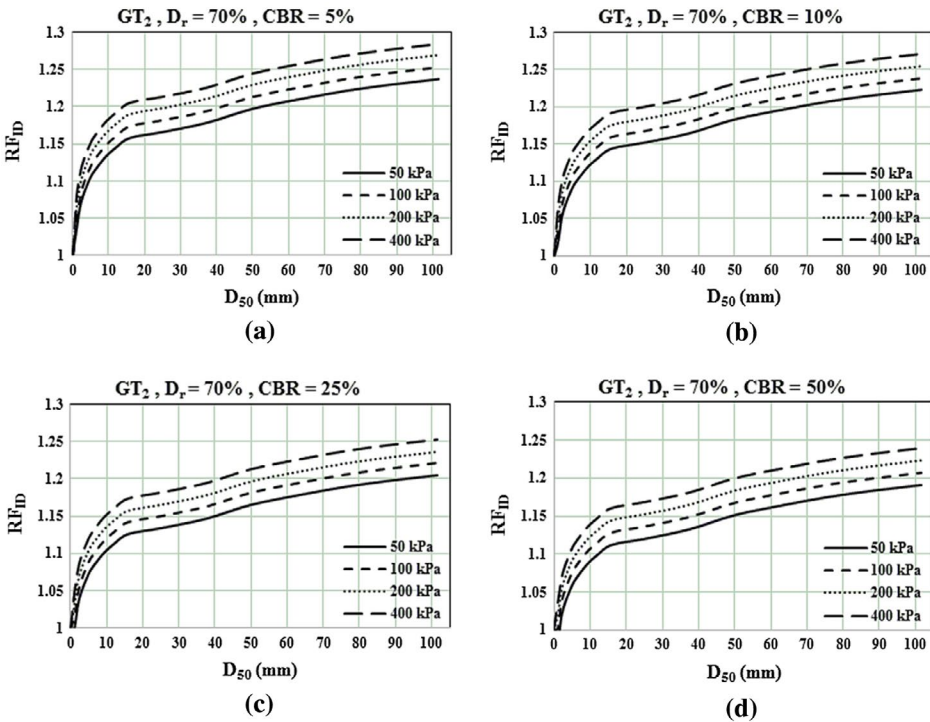 GT2 , Dr = 70% , CBR = 5%
1.3
1.25
1.2
1.15
1.1
1.05
1
RFID
50 kPa
100 kPa
200 kPa
400 kPa
0 10 20 30 40 50 60 70 80 90 100
D50 (mm)
(a)
GT2 , Dr = 70% , CBR = 10%
1.3
1.25
1.2
1.15
1.1
1.05
1
RFID
50 kPa
100 kPa
200 kPa
400 kPa
0 10 20 30 40 50 60 70 80 90 100
D50 (mm)
(b)
GT2 , Dr = 70% , CBR = 25%
1.3
1.25
1.2
1.15
1.1
1.05
1
RFID
50 kPa
100 kPa
200 kPa
400 kPa
0 10 20 30 40 50 60 70 80 90 100
D50 (mm)
(c)
GT2 , Dr = 70% , CBR = 50%
1.3
1.25
1.2
1.15
1.1
1.05
1
RFID
50 kPa
100 kPa
200 kPa
400 kPa
0 10 20 30 40 50 60 70 80 90 100
D50 (mm)
(d)